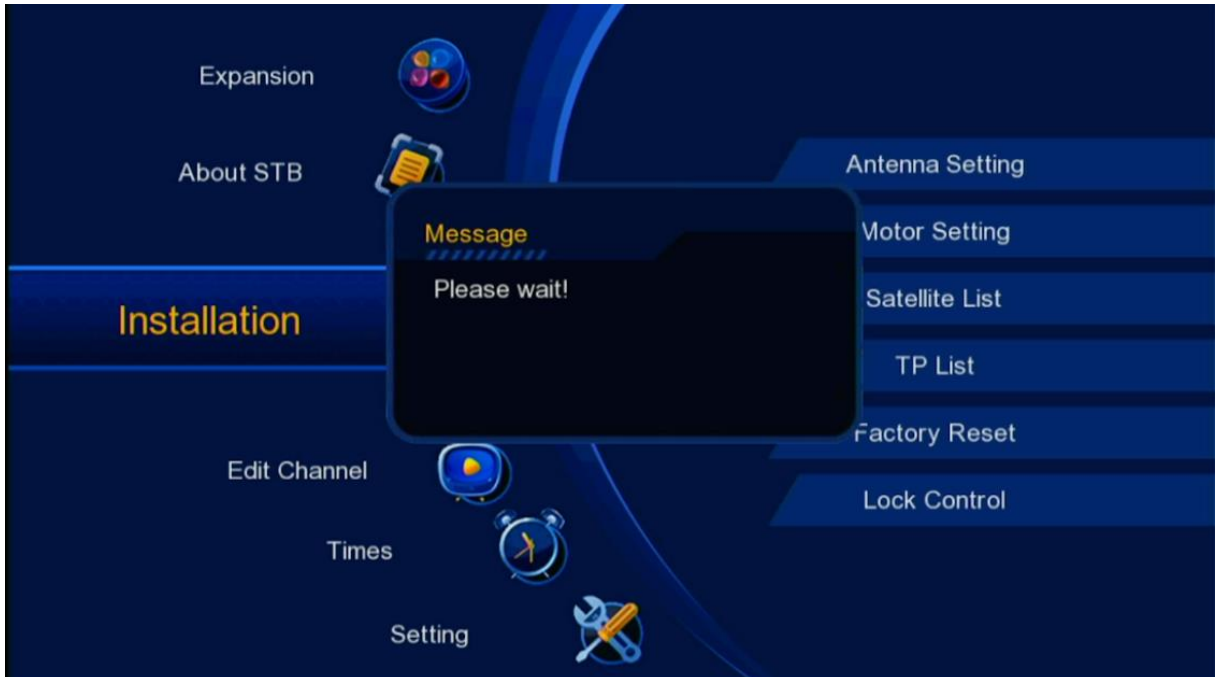 Expansion
About STB
Installation
Edit Channel
Times
Setting
Message
Please wait!
Antenna Setting
Motor Setting
Satellite List
TP List
Factory Reset
Lock Control